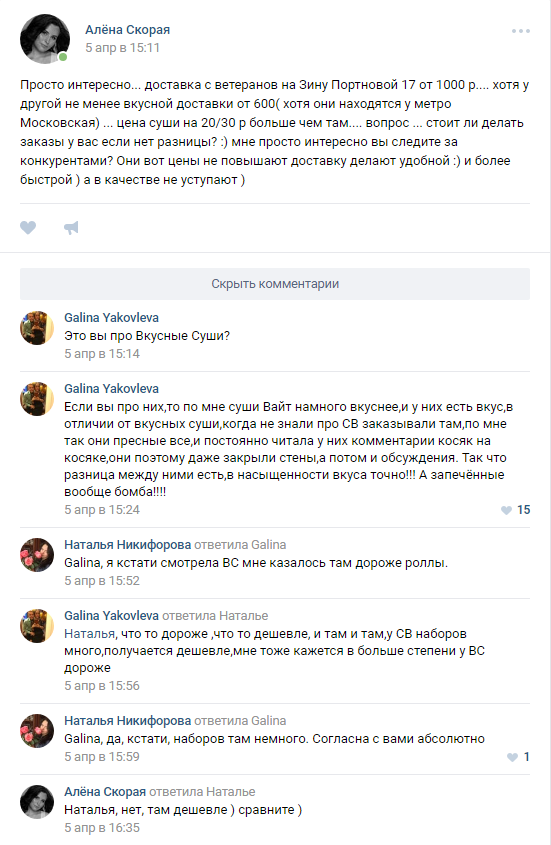 Алёна Скорая
5 апр в 15:11
Просто интересно... доставка с ветеранов на Зину Портновой 17 от 1000 р.... хотя у
другой не менее вкусной доставки от 600( хотя они находятся у метро
Московская) ... цена суши на 20/30 р больше чем там.... вопрос ... стоит ли делать
заказы у вас если нет разницы? :) мне просто интересно вы следите за
конкурентами? Они вот цены не повышают доставку делают удобной :) и более
быстрой ) а в качестве не уступают )
Скрыть комментарии
Galina Yakovleva
Это вы про Вкусные Суши?
5 апр в 15:14
Galina Yakovleva
Если вы про них,то по мне суши Вайт намного вкуснее,и у них есть вкус,в
отличии от вкусных суши,когда не знали про СВ заказывали там,по мне
так они пресные все,и постоянно читала у них комментарии косяк на
косяке,они поэтому даже закрыли стены,а потом и обсуждения. Так что
разница между ними есть,в насыщенности вкуса точно!!! А запечённые
вообще бомба!!!!
5 апр в 15:24
15
Наталья Никифорова ответила Galina
Galina, я кстати смотрела ВС мне казалось там дороже роллы.
5 апр в 15:52
Galina Yakovleva ответила Наталье
Наталья, что то дороже ,что то дешевле, и там и там,у СВ наборов
много,получается дешевле,мне тоже кажется в больше степени у ВС
дороже
5 апр в 15:56
Наталья Никифорова ответила Galina
Galina, да, кстати, наборов там немного. Согласна с вами абсолютно
5 апр в 15:59
1
Алёна Скорая ответила Наталье
Наталья, нет, там дешевле ) сравните )
5 апр в 16:35